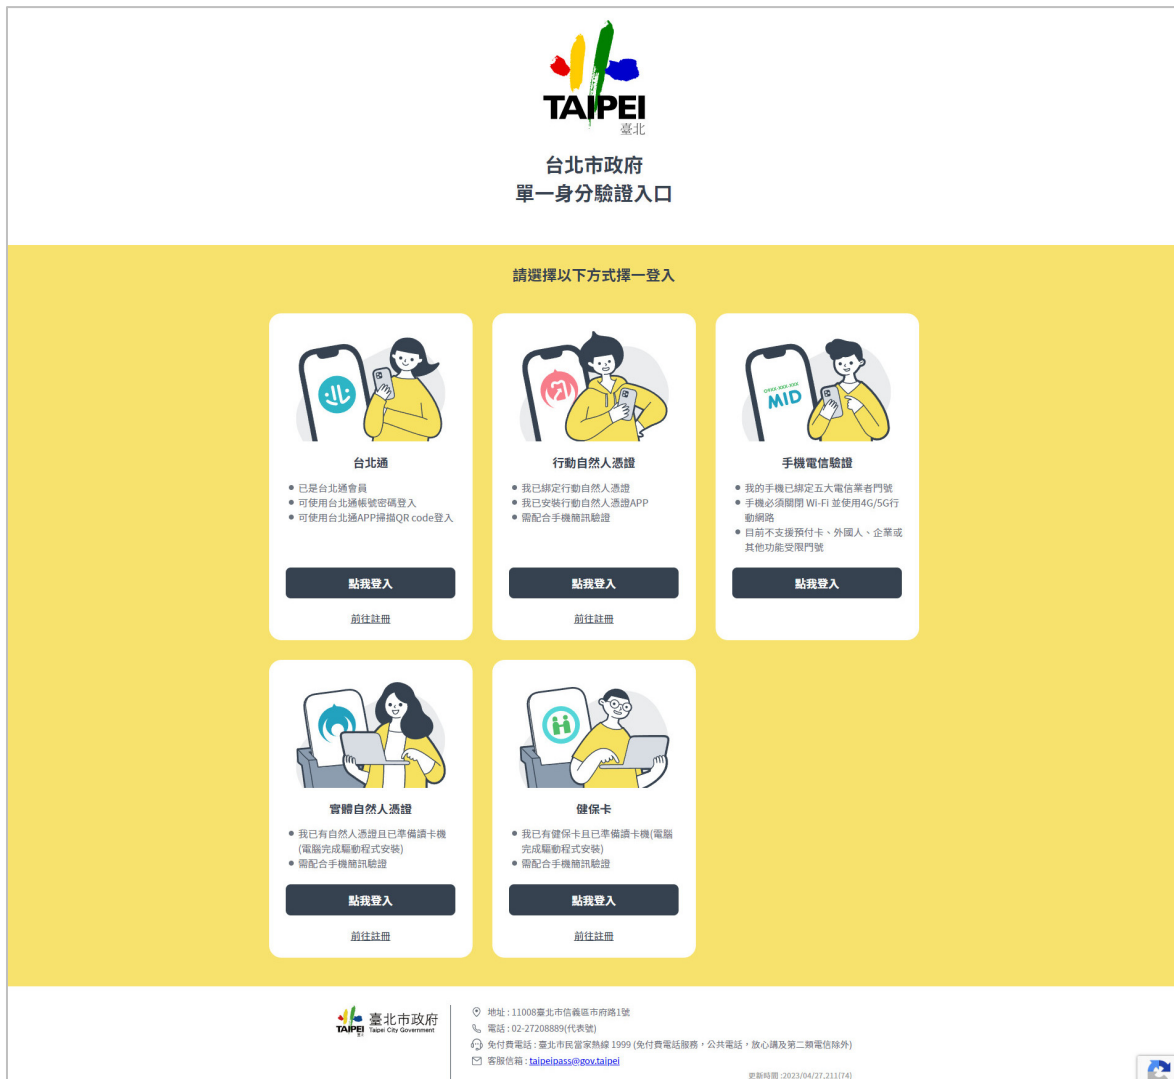 TAIPEI
臺北
台北市政府
單一身分驗證入口
請選擇以下方式擇一登入
台北通
已是台北通會員
可使用台北通帳號密碼登入
可使用台北通APP掃描QR code登入
點我登入
前往註冊
行動自然人憑證
我已綁定行動自然人憑證
我已安裝行動自然人憑證APP
需配合手機簡訊驗證
點我登入
前往註冊
09XX-XXX-XXX
MID
手機電信驗證
我的手機已綁定五大電信業者門號
手機必須關閉 Wi-Fi 並使用4G/5G行
動網路
目前不支援預付卡、外國人、企業或
其他功能受限門號
點我登入
實體自然人憑證
我已有自然人憑證且已準備讀卡機
(電腦完成驅動程式安裝)
需配合手機簡訊驗證
點我登入
前往註冊
健保卡
我已有健保卡且已準備讀卡機(電腦
完成驅動程式安裝)
需配合手機簡訊驗證
點我登入
前往註冊
TAIPEI
臺北市政府
Taipei City Government
地址 : 11008臺北市信義區市府路1號
電話 : 02-27208889(代表號)
免付費電話 : 臺北市民當家熱線 1999 (免付費電話服務，公共電話，放心講及第二類電信除外)
客服信箱 : taipeipass@gov.taipei
更新時間 :2023/04/27,211(74)